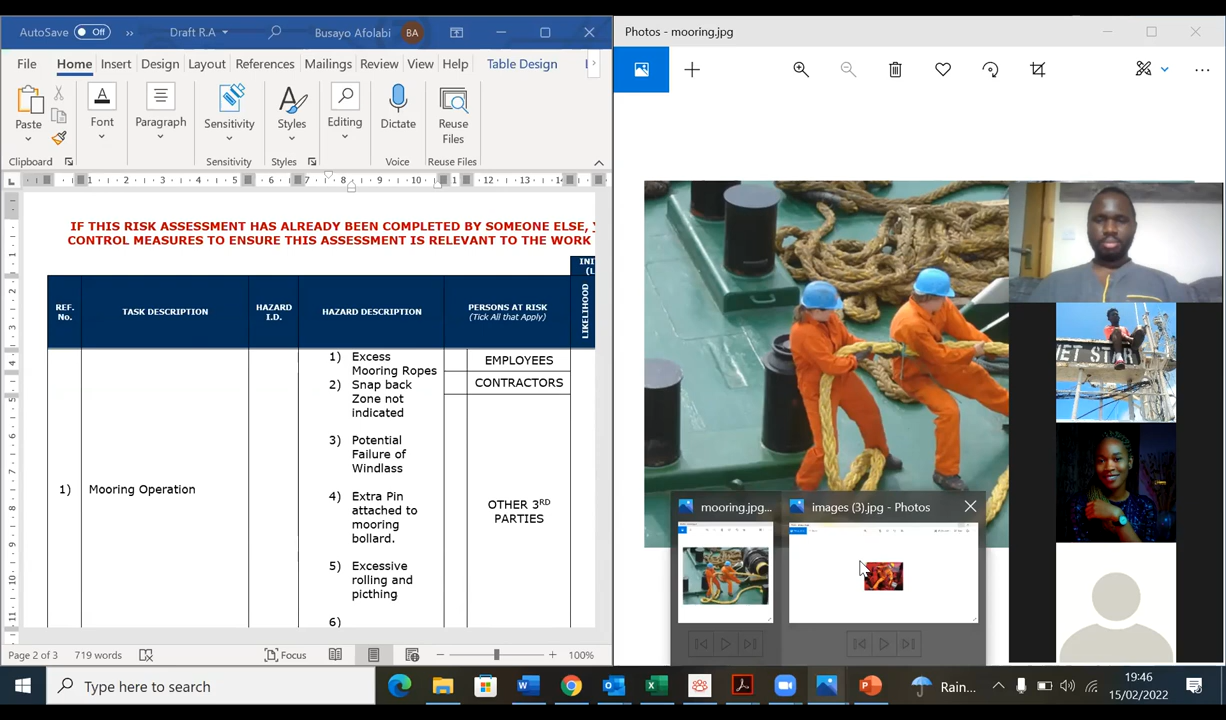 AutoSave Off
Draft R.A
Busayo Afolabi
BA
File Home Insert Design Layout References Mailings Review View Help Table Design
Paste
Font
Paragraph
Sensitivity
Styles
Editing
Dictate
Reuse
Files
Clipboard
Sensitivity
Styles
Voice
Reuse Files
IF THIS RISK ASSESSMENT HAS ALREADY BEEN COMPLETED BY SOMEONE ELSE,
CONTROL MEASURES TO ENSURE THIS ASSESSMENT IS RELEVANT TO THE WORK
INI
(L
REF.
No.
TASK DESCRIPTION
HAZARD
I.D.
HAZARD DESCRIPTION
PERSONS AT RISK
(Tick All that Apply)
LIKELIHOOD
1)
Mooring Operation
1) Excess
Mooring Ropes
2) Snap back
Zone not
indicated
3) Potential
Failure of
Windlass
4) Extra Pin
attached to
mooring
bollard.
5) Excessive
rolling and
picthing
6)
EMPLOYEES
CONTRACTORS
OTHER 3RD
PARTIES
Page 2 of 3 719 words
Focus
100%
Photos - mooring.jpg
mooring.jpg...
images (3).jpg - Photos
Type here to search
Rain...
19:46
15/02/2022